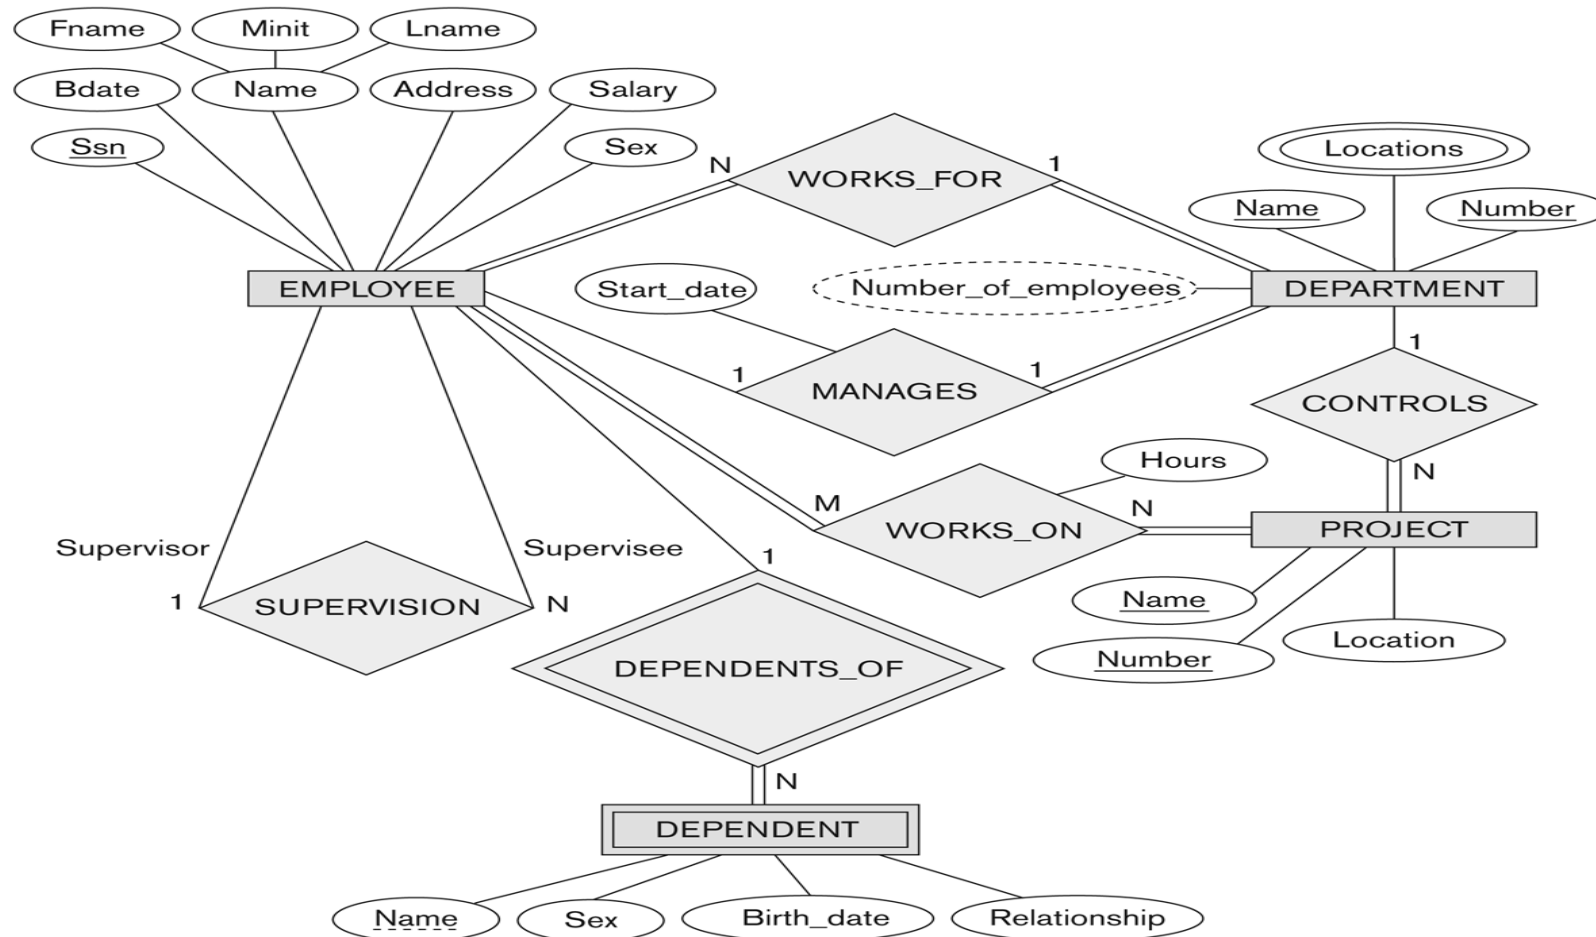 Fname Minit Lname
Bdate Name Address Salary
Ssn Sex
N WORKS_FOR 1
Locations
Name Number
EMPLOYEE Start_date Number_of_employees DEPARTMENT
1 MANAGES 1
1
CONTROLS
N
Hours
M WORKS_ON N PROJECT
Supervisor Supervisee
1 SUPERVISION N
1
Name
Number Location
DEPENDENTS_OF
N
DEPENDENT
Name Sex Birth_date Relationship